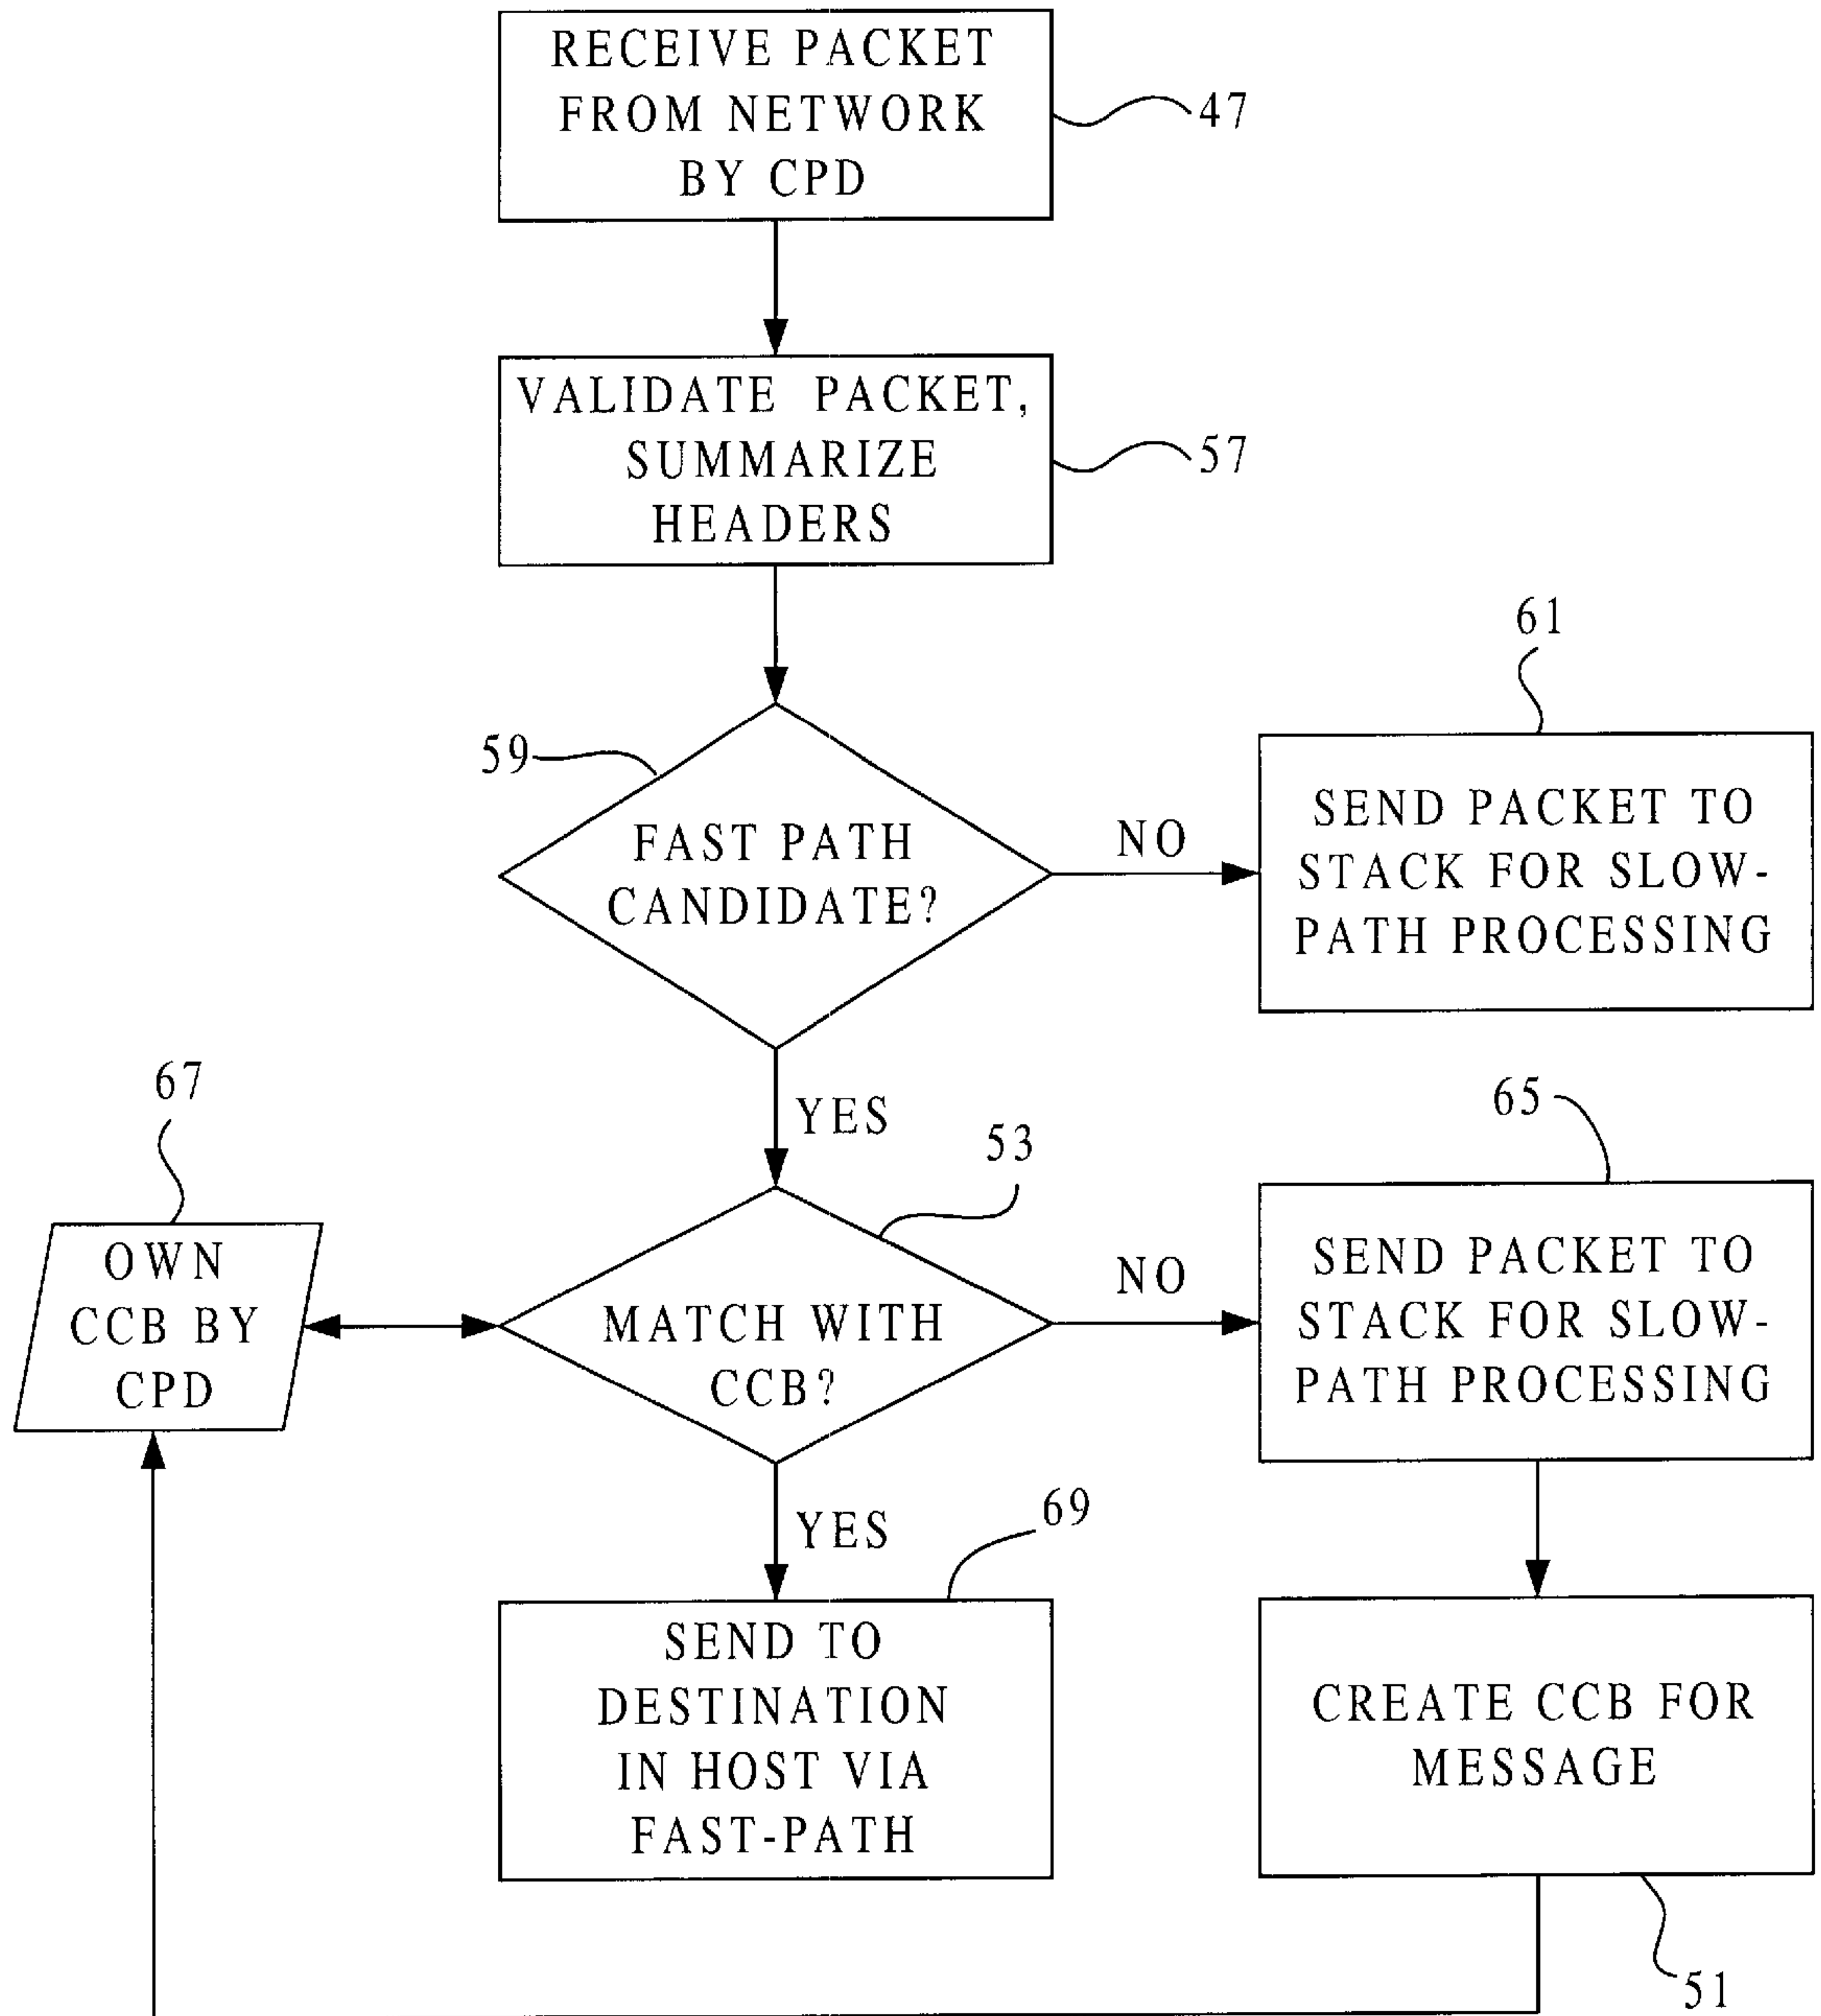 RECEIVE PACKET
FROM NETWORK
BY CPD
47
VALIDATE PACKET,
SUMMARIZE
HEADERS
57
59
FAST PATH
CANDIDATE?
NO
61
SEND PACKET TO
STACK FOR SLOW-
PATH PROCESSING
YES
67
OWN
CCB BY
CPD
53
MATCH WITH
CCB?
NO
65
SEND PACKET TO
STACK FOR SLOW-
PATH PROCESSING
YES
69
SEND TO
DESTINATION
IN HOST VIA
FAST-PATH
CREATE CCB FOR
MESSAGE
51